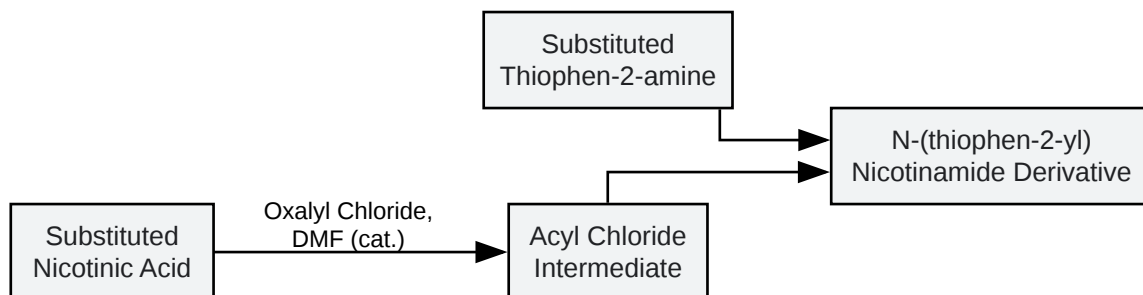 Substituted
Thiophen-2-amine
N-(thiophen-2-yl)
Nicotinamide Derivative
Substituted
Nicotinic Acid
Oxalyl Chloride,
DMF (cat.)
Acyl Chloride
Intermediate